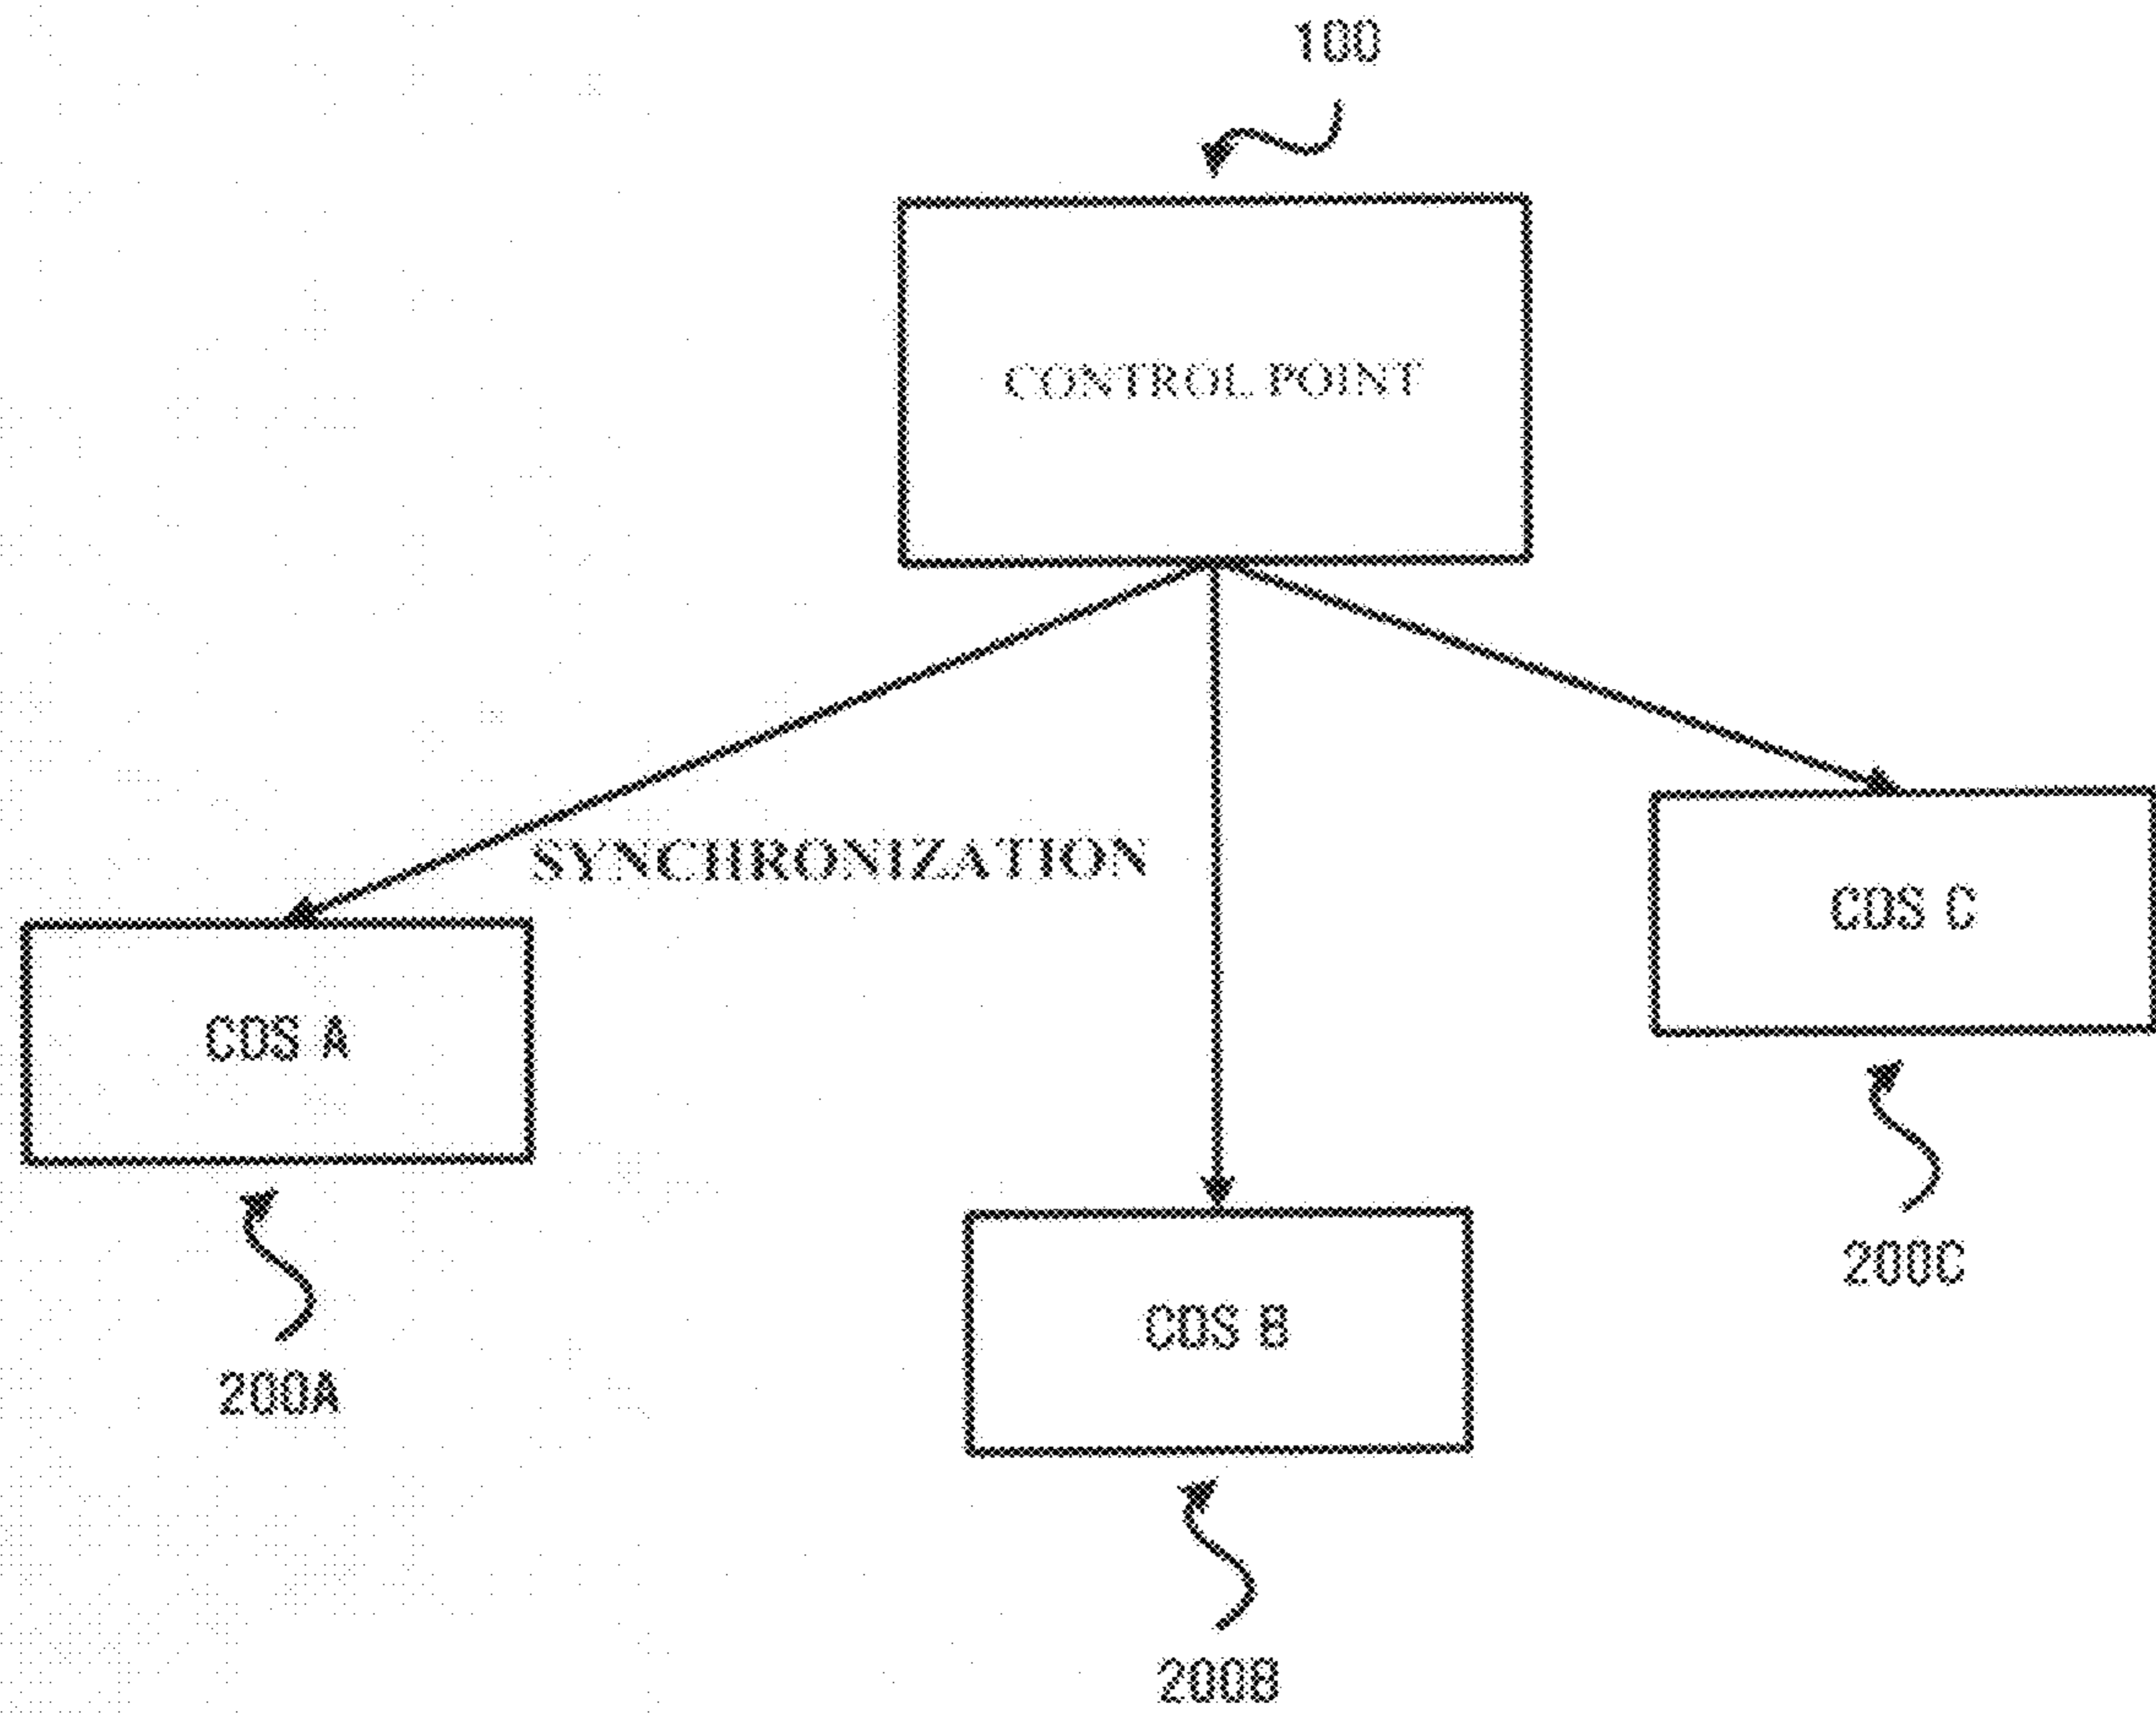 100
CONTROL POINT
SYNCHRONIZATION
CDS C
CDS A
200C
CDS B
200A
200B